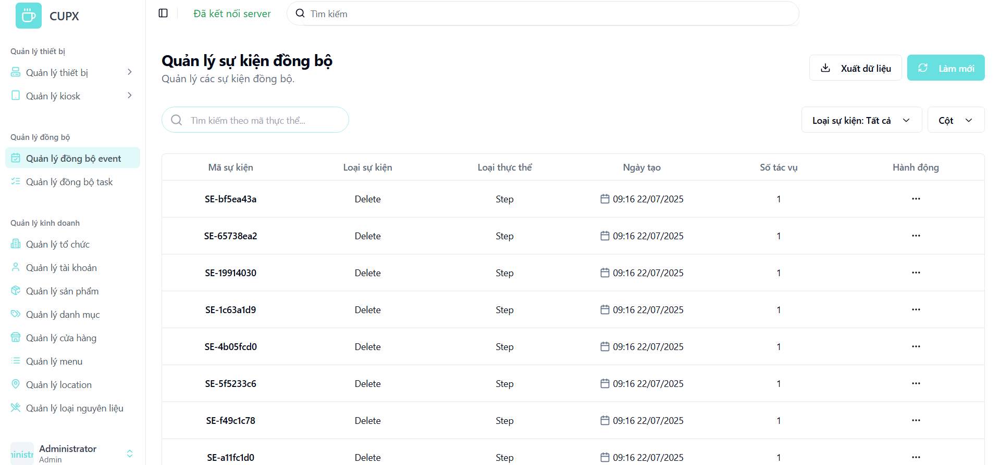 CUPX
Quản lý thiết bị
Quản lý thiết bị
Quản lý kiosk
Quản lý đồng bộ
Quản lý đồng bộ event
Quản lý đồng bộ task
Quản lý kinh doanh
Quản lý tổ chức
Quản lý tài khoản
Quản lý sản phẩm
Quản lý danh mục
Quản lý cửa hàng
Quản lý menu
Quản lý location
Quản lý loại nguyên liệu
Administrator
Admin
Đã kết nối server
Tìm kiếm
Quản lý sự kiện đồng bộ
Quản lý các sự kiện đồng bộ.
Xuất dữ liệu
Làm mới
Tìm kiếm theo mã thực thể...
Loại sự kiện: Tất cả
Cột
Mã sự kiện Loại sự kiện Loại thực thể Ngày tạo Số tác vụ Hành động
SE-bf5ea43a Delete Step 09:16 22/07/2025 1 ...
SE-65738ea2 Delete Step 09:16 22/07/2025 1 ...
SE-19914030 Delete Step 09:16 22/07/2025 1 ...
SE-1c63a1d9 Delete Step 09:16 22/07/2025 1 ...
SE-4b05fcd0 Delete Step 09:16 22/07/2025 1 ...
SE-5f5233c6 Delete Step 09:16 22/07/2025 1 ...
SE-f49c1c78 Delete Step 09:16 22/07/2025 1 ...
SE-a11fc1d0 Delete Step 09:16 22/07/2025 1 ...